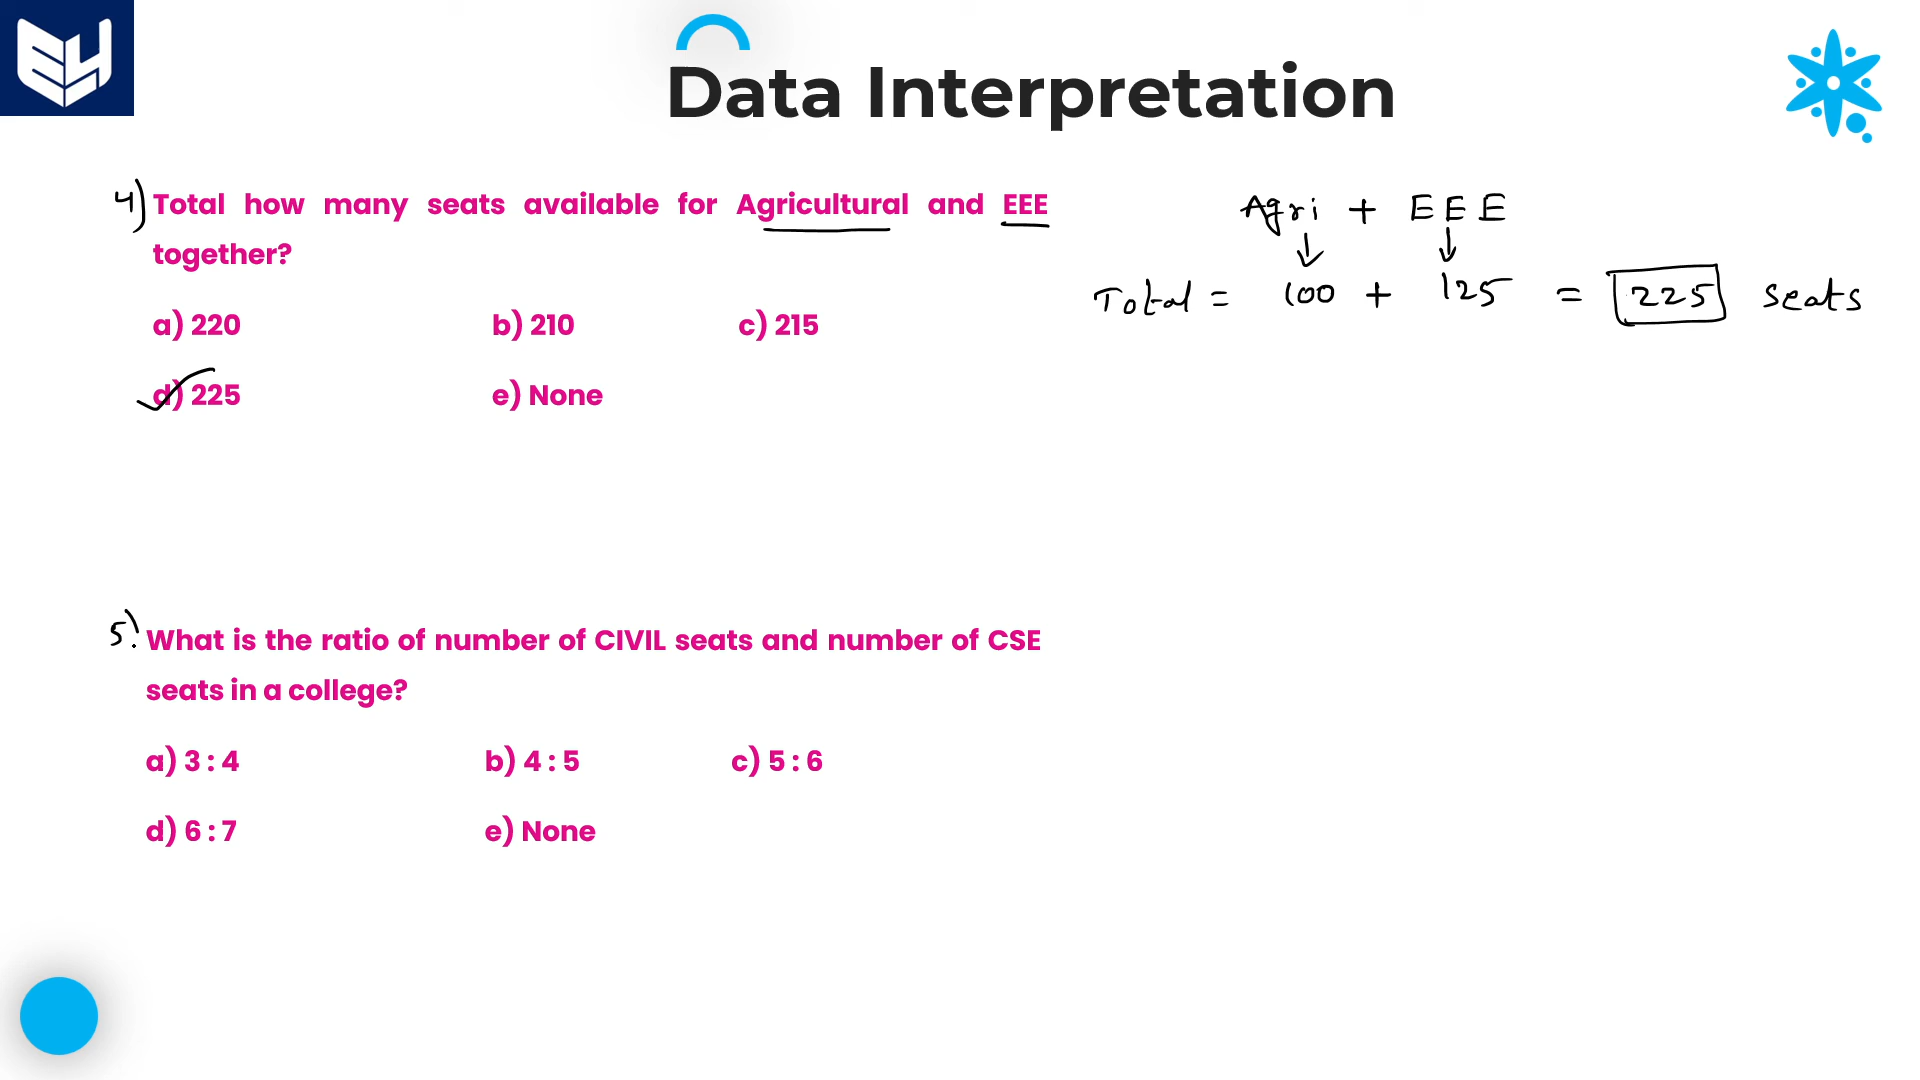 Data Interpretation
4) Total how many seats available for Agricultural and EEE
together?
a) 220 b) 210 c) 215
d) 225 e) None
Agri + EEE
Total = 100 + 125 = 225 seats
5) What is the ratio of number of CIVIL seats and number of CSE
seats in a college?
a) 3 : 4 b) 4 : 5 c) 5 : 6
d) 6 : 7 e) None